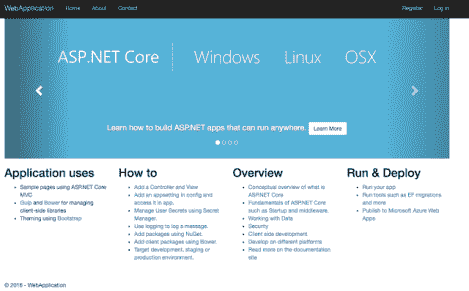 WebApplication Home About Contact Register Log in
ASP.NET Core Windows Linux OSX
Learn how to build ASP.NET apps that can run anywhere. Learn More
Application uses
Sample pages using ASP.NET Core
MVC
Gulp and Bower for managing
client-side libraries
Theming using Bootstrap
How to
Add a Controller and View
Add an appsetting in config and
access it in app.
Manage User Secrets using Secret
Manager.
Use logging to log a message.
Add packages using NuGet.
Add client packages using Bower.
Target development, staging or
production environment.
Overview
Conceptual overview of what is
ASP.NET Core
Fundamentals of ASP.NET Core
such as Startup and middleware.
Working with Data
Security
Client side development
Develop on different platforms
Read more on the documentation
site
Run & Deploy
Run your app
Run tools such as EF migrations
and more
Publish to Microsoft Azure Web
Apps
© 2016 - WebApplication